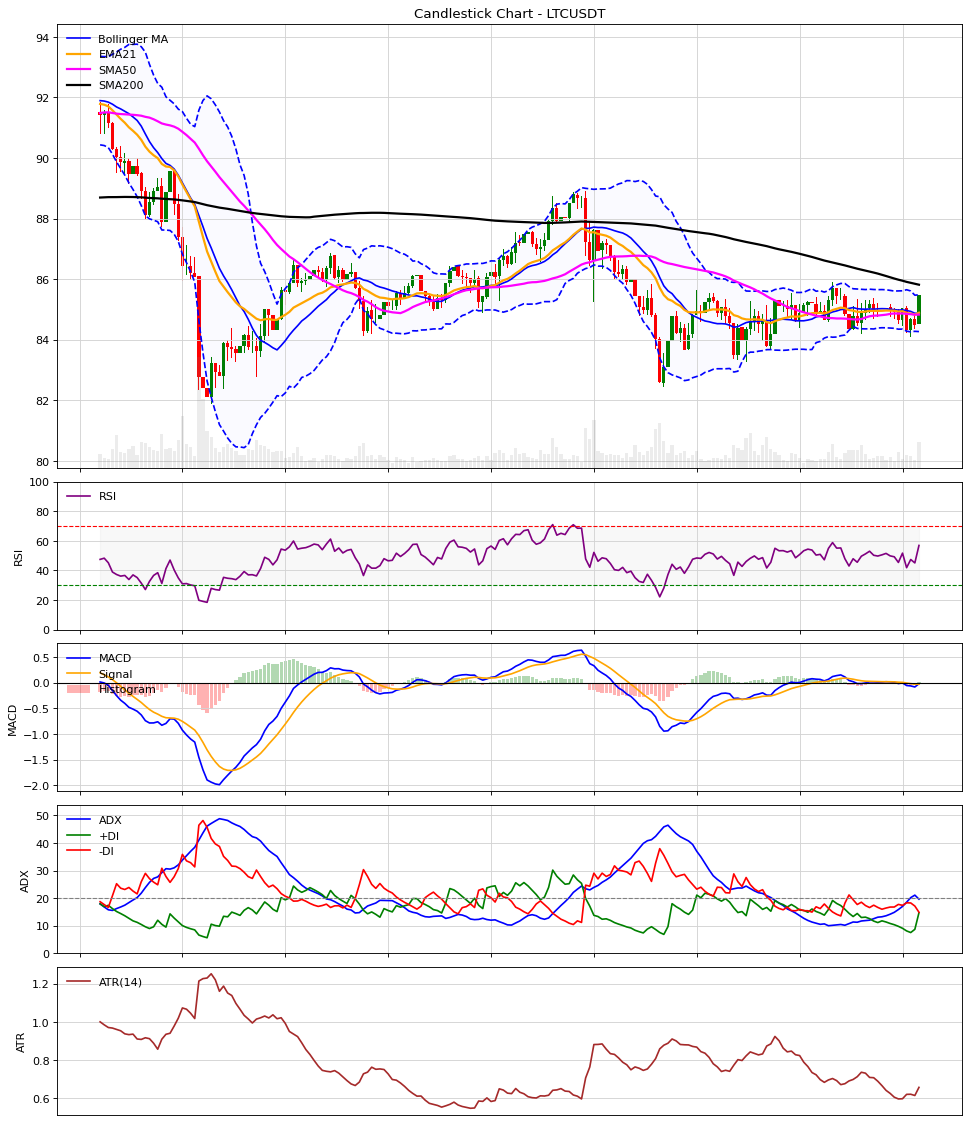 Candlestick Chart - LTCUSDT
94
92
90
88
86
84
82
80
Bollinger MA
EMA21
SMA50
SMA200
100
80
60
40
20
0
RSI
RSI
0.5
0.0
−0.5
−1.0
−1.5
−2.0
MACD
MACD
Signal
Histogram
50
40
30
20
10
0
ADX
ADX
+DI
-DI
1.2
1.0
0.8
0.6
ATR
ATR(14)